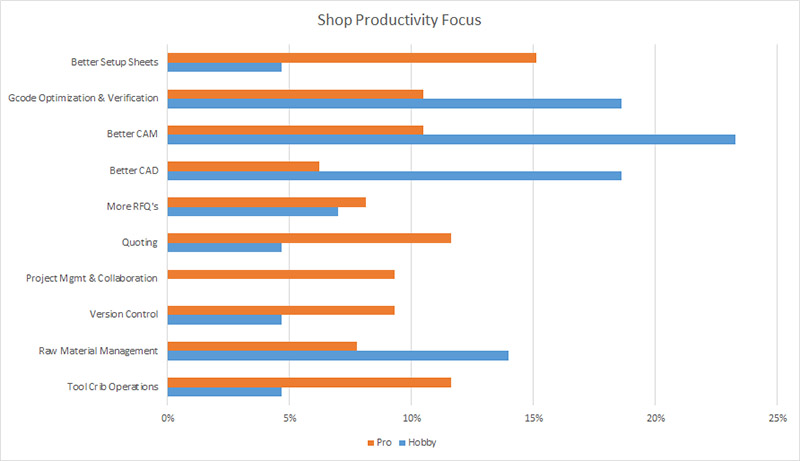 Shop Productivity Focus
Better Setup Sheets
Gcode Optimization & Verification
Better CAM
Better CAD
More RFQ's
Quoting
Project Mgmt & Collaboration
Version Control
Raw Material Management
Tool Crib Operations
0% 5% 10% 15% 20% 25%
Pro Hobby